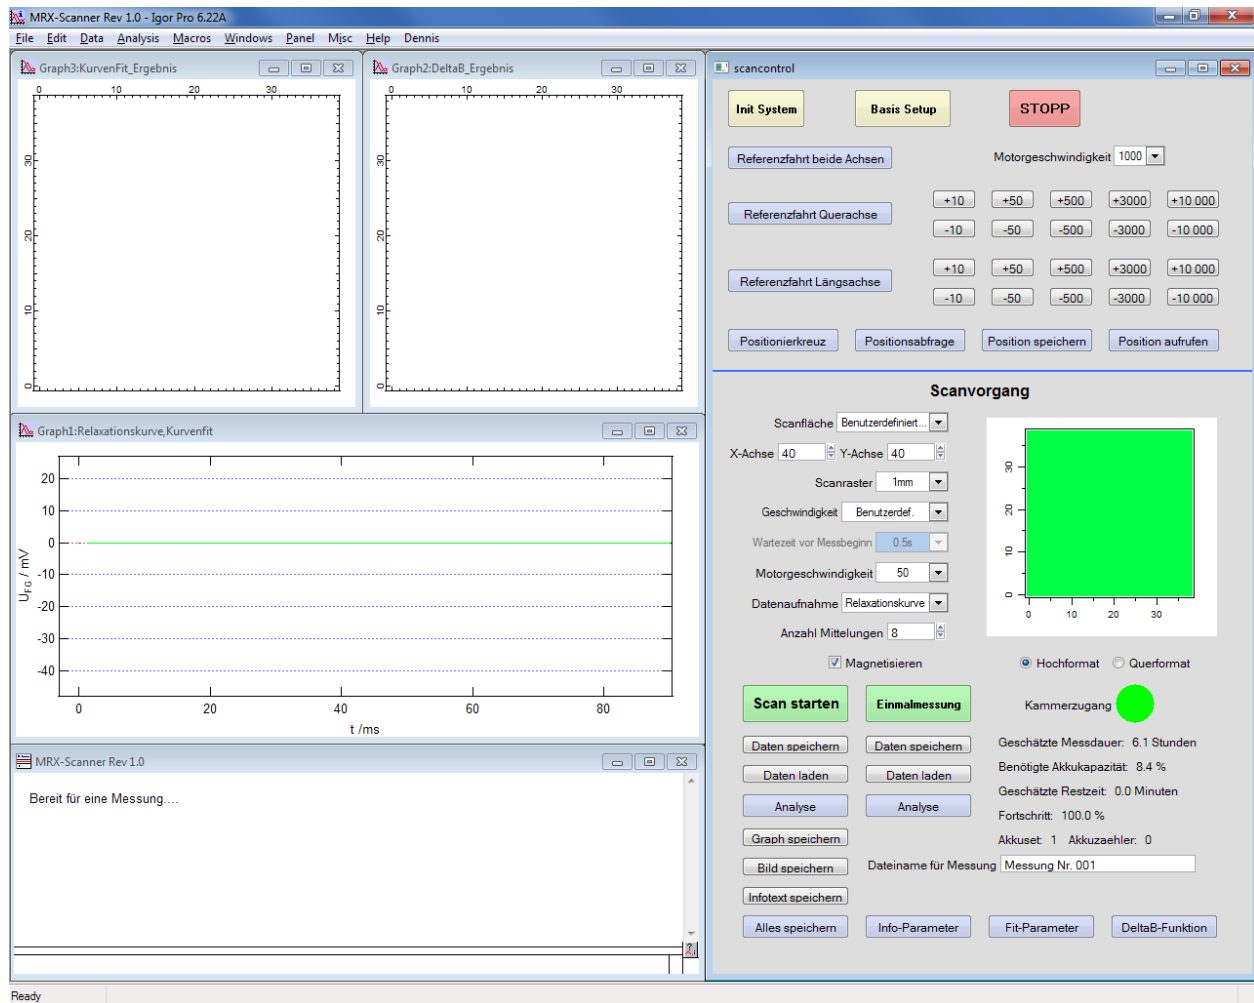 MRX-Scanner Rev 1.0 - Igor Pro 6.22A
File Edit Data Analysis Macros Windows Panel Misc Help Dennis
Graph3:KurvenFit_Ergebnis
0 10 20 30
30
20
10
0
Graph2:DeltaB_Ergebnis
0 10 20 30
30
20
10
0
Graph1:Relaxationskurve,Kurvenfit
20
10
0
-10
-20
-30
-40
UFG / mV
0 20 40 60 80
t /ms
MRX-Scanner Rev 1.0
Bereit für eine Messung....
scancontrol
Init System Basis Setup STOPP
Referenzfahrt beide Achsen Motorgeschwindigkeit 1000
+10 +50 +500 +3000 +10 000
Referenzfahrt Querachse
-10 -50 -500 -3000 -10 000
+10 +50 +500 +3000 +10 000
Referenzfahrt Längsachse
-10 -50 -500 -3000 -10 000
Positionierkreuz Positionsabfrage Position speichern Position aufrufen
Scanvorgang
Scanfläche Benutzerdefiniert...
X-Achse 40 Y-Achse 40
Scanraster 1mm
Geschwindigkeit Benutzerdef.
Wartezeit vor Messbeginn 0.5s
Motorgeschwindigkeit 50
Datenaufnahme Relaxationskurve
Anzahl Mittelungen 8
Magnetisieren
30
20
10
0
0 10 20 30
Hochformat Querformat
Scan starten Einmalmessung Kammerzugang
Daten speichern Daten speichern Geschätzte Messdauer: 6.1 Stunden
Daten laden Daten laden Benötigte Akkukapazität: 8.4 %
Geschätzte Restzeit: 0.0 Minuten
Analyse Analyse
Fortschritt: 100.0 %
Graph speichern Akkuset: 1 Akkuzaehler: 0
Bild speichern Dateiname für Messung Messung Nr. 001
Infotext speichern
Alles speichern Info-Parameter Fit-Parameter DeltaB-Funktion
Ready